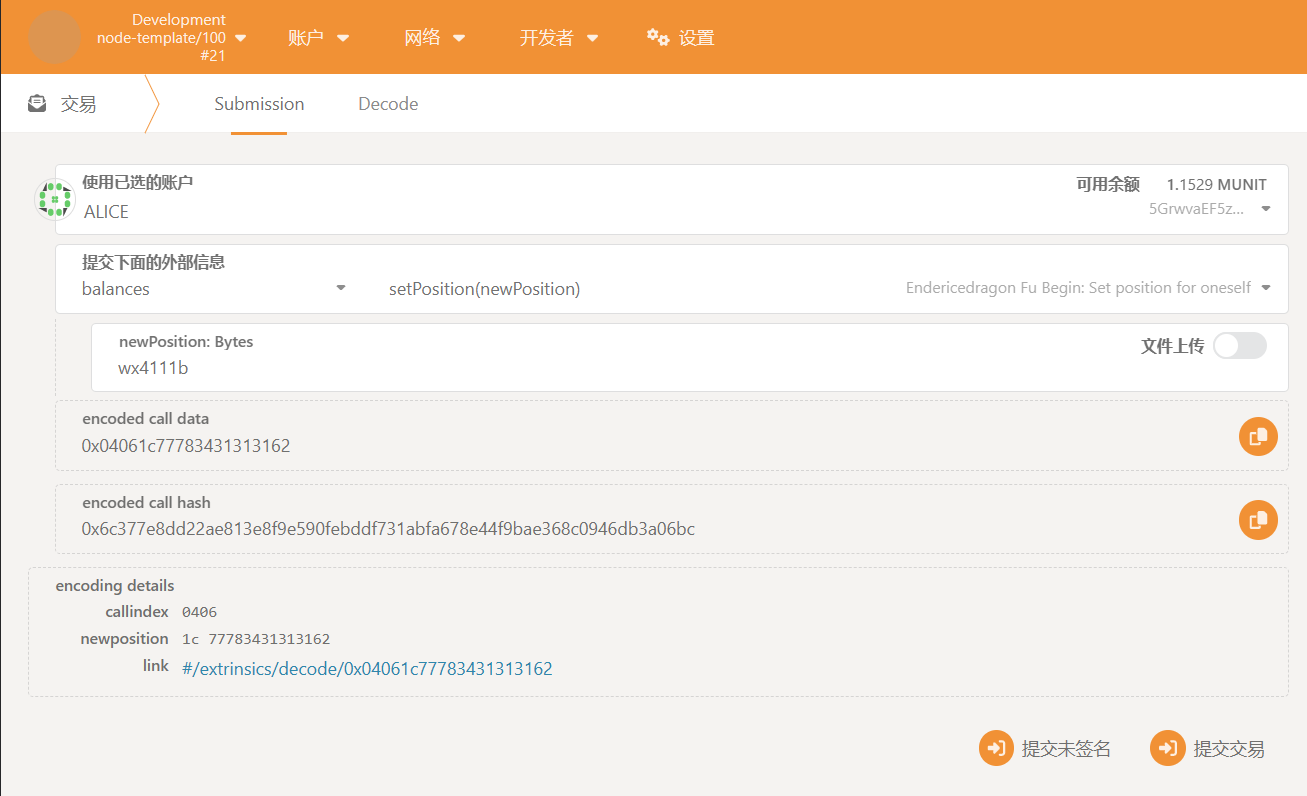 Development
node-template/100
#21
账户
网络
开发者
设置
交易
Submission
Decode
使用已选的账户
ALICE
可用余额 1.1529 MUNIT
5GrwvaEF5z...
提交下面的外部信息
balances
setPosition(newPosition)
Endericedragon Fu Begin: Set position for oneself
newPosition: Bytes
wx4111b
文件上传
encoded call data
0x04061c77783431313162
encoded call hash
0x6c377e8dd22ae813e8f9e590febddf731abfa678e44f9bae368c0946db3a06bc
encoding details
callindex 0406
newposition 1c 77783431313162
link #/extrinsics/decode/0x04061c77783431313162
提交未签名
提交交易